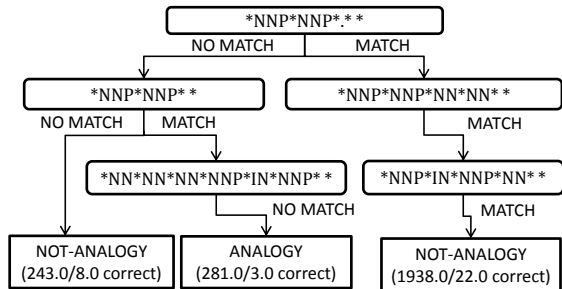 *NNP*NNP*.**
NO MATCH MATCH
*NNP*NNP**
*NNP*NNP*NN*NN**
NO MATCH MATCH
MATCH
*NN*NN*NN*NNP*IN*NNP**
*NNP*IN*NNP*NN**
NO MATCH
MATCH
NOT-ANALOGY
(243.0/8.0 correct)
ANALOGY
(281.0/3.0 correct)
NOT-ANALOGY
(1938.0/22.0 correct)